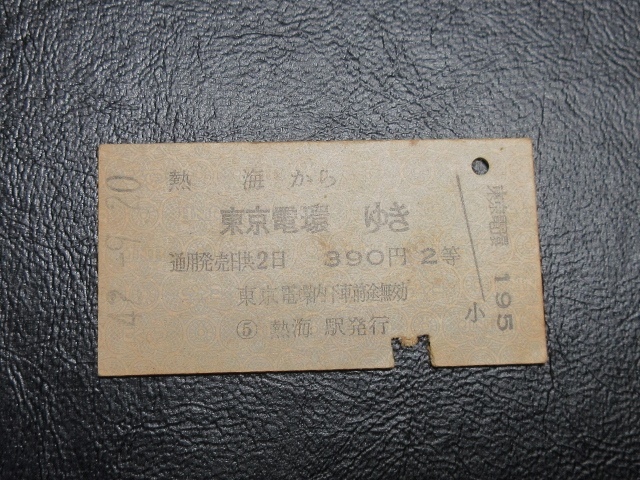 42.-9.20
熱海から
東京電環 ゆき
通用発売日共2日 390円 2等
東京電環内下車前途無効
⑤ 熱海駅発行
東京電環
小 195